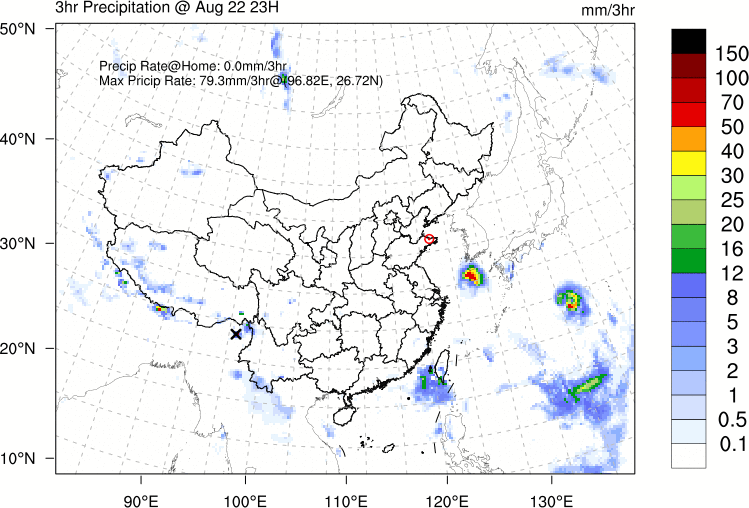 3hr Precipitation @ Aug 22 23H
mm/3hr
Precip Rate@Home: 0.0mm/3hr
Max Pricip Rate: 79.3mm/3hr@(96.82E, 26.72N)
50°N
40°N
30°N
20°N
10°N
90°E
100°E
110°E
120°E
130°E
150
100
70
50
40
30
25
20
16
12
8
5
3
2
1
0.5
0.1